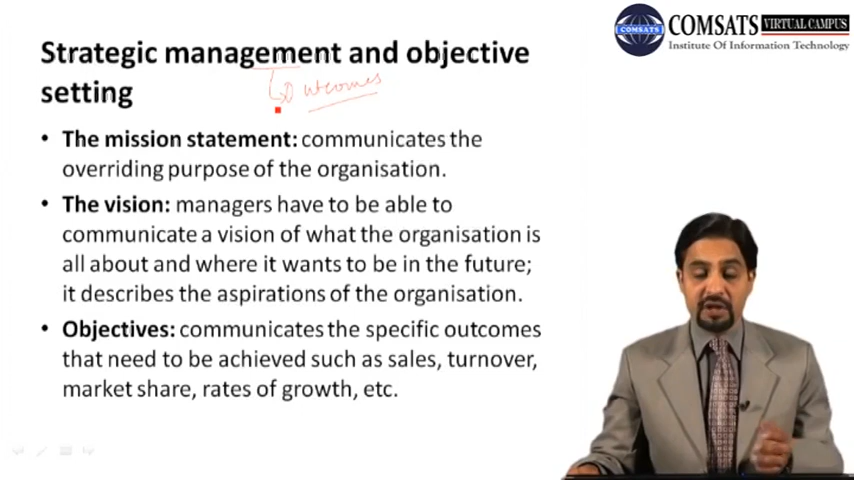 COMSATS VIRTUAL CAMPUS
Institute Of Information Technology
Strategic management and objective
setting
outcomes
• The mission statement: communicates the
overriding purpose of the organisation.
• The vision: managers have to be able to
communicate a vision of what the organisation is
all about and where it wants to be in the future;
it describes the aspirations of the organisation.
• Objectives: communicates the specific outcomes
that need to be achieved such as sales, turnover,
market share, rates of growth, etc.